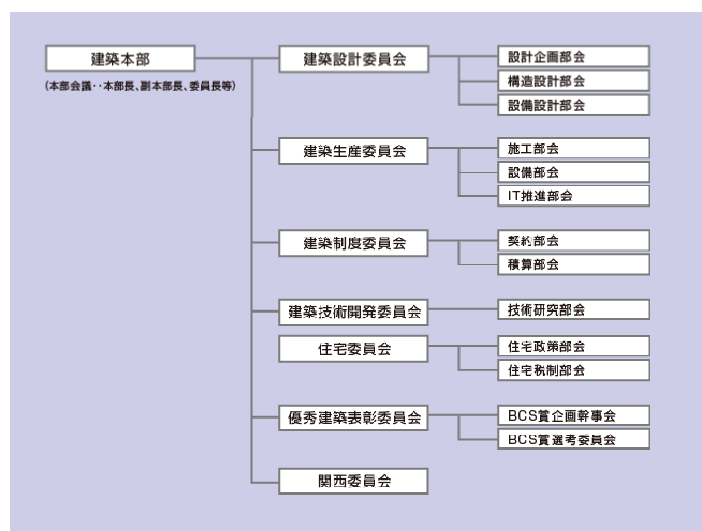 建築本部
(本部会議‥本部長、副本部長、委員長等)
建築設計委員会
設計企画部会
構造設計部会
設備設計部会
建築生産委員会
施工部会
設備部会
IT推進部会
建築制度委員会
契約部会
積算部会
建築技術開発委員会
技術研究部会
住宅委員会
住宅政策部会
住宅税制部会
優秀建築表彰委員会
BCS賞企画幹事会
BCS賞選考委員会
関西委員会